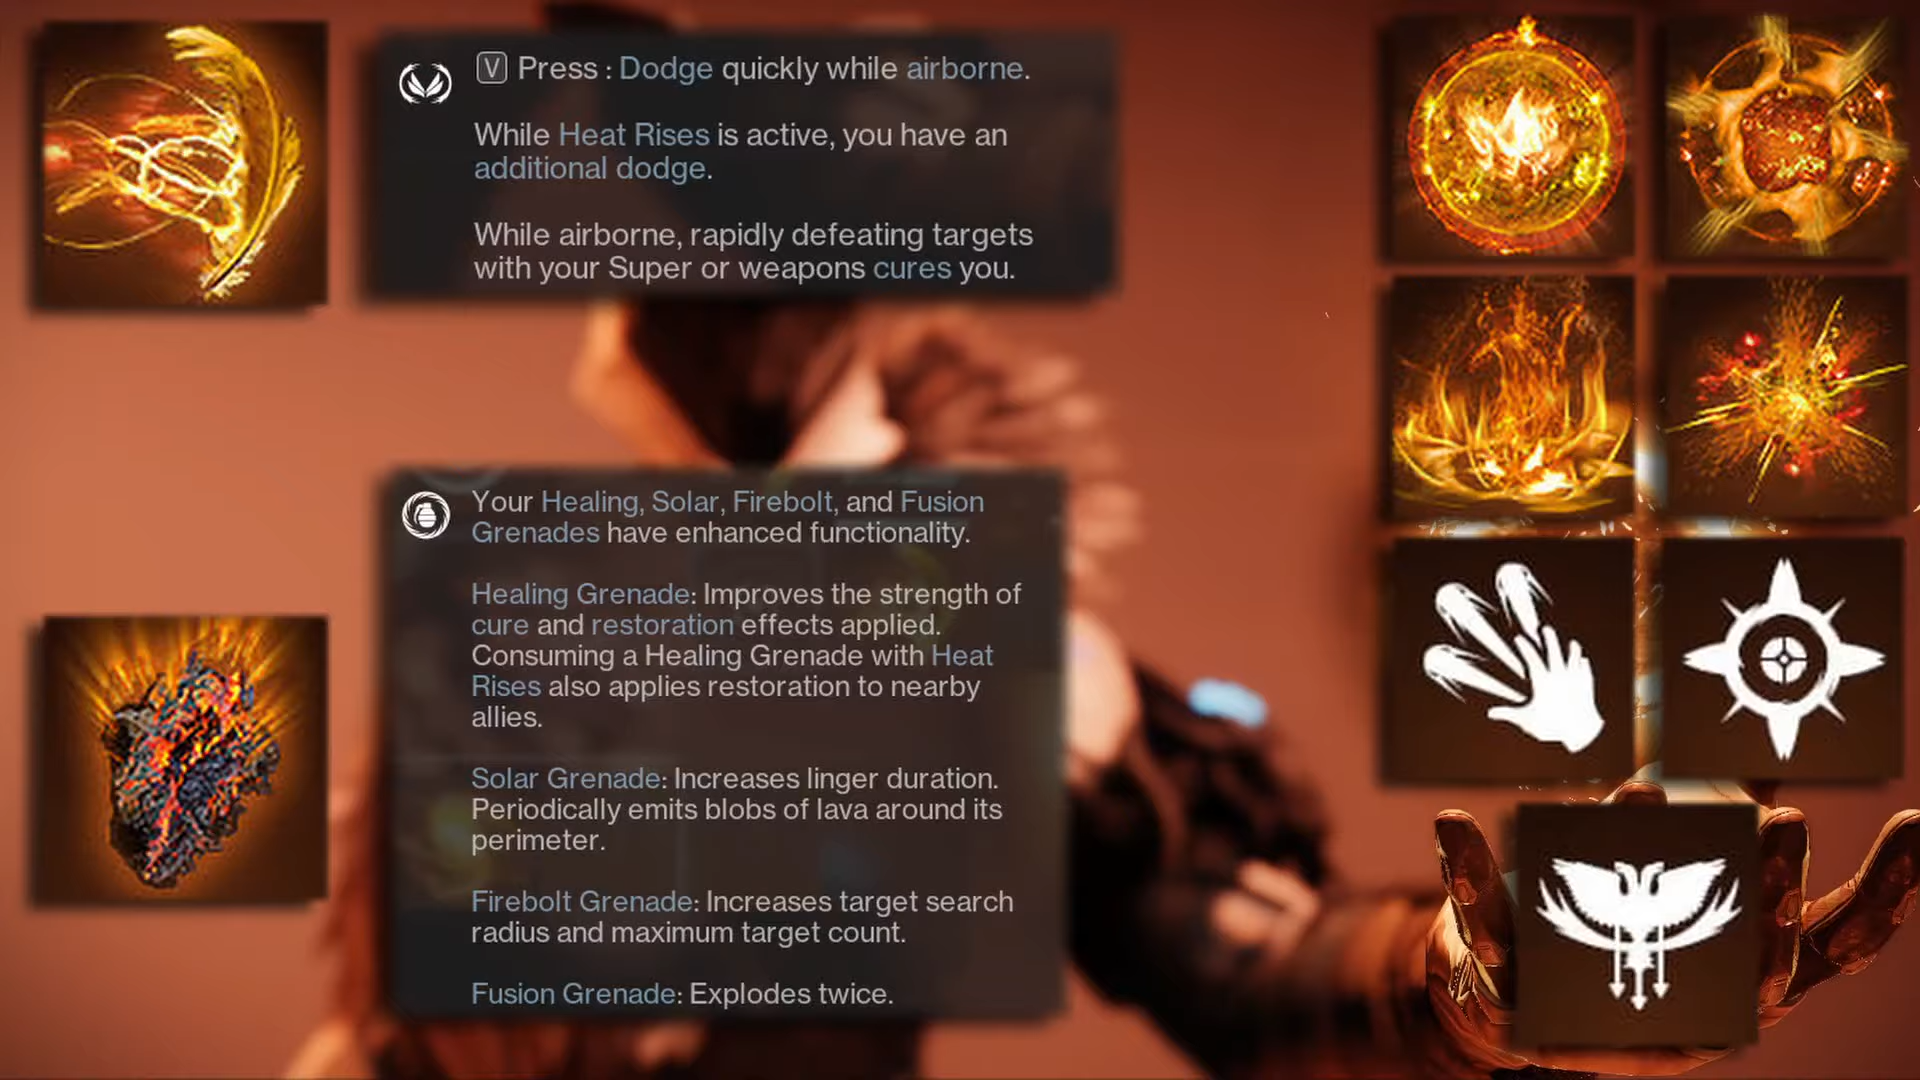 V Press : Dodge quickly while airborne.
While Heat Rises is active, you have an
additional dodge.
While airborne, rapidly defeating targets
with your Super or weapons cures you.
Your Healing, Solar, Firebolt, and Fusion
Grenades have enhanced functionality.
Healing Grenade: Improves the strength of
cure and restoration effects applied.
Consuming a Healing Grenade with Heat
Rises also applies restoration to nearby
allies.
Solar Grenade: Increases linger duration.
Periodically emits blobs of lava around its
perimeter.
Firebolt Grenade: Increases target search
radius and maximum target count.
Fusion Grenade: Explodes twice.